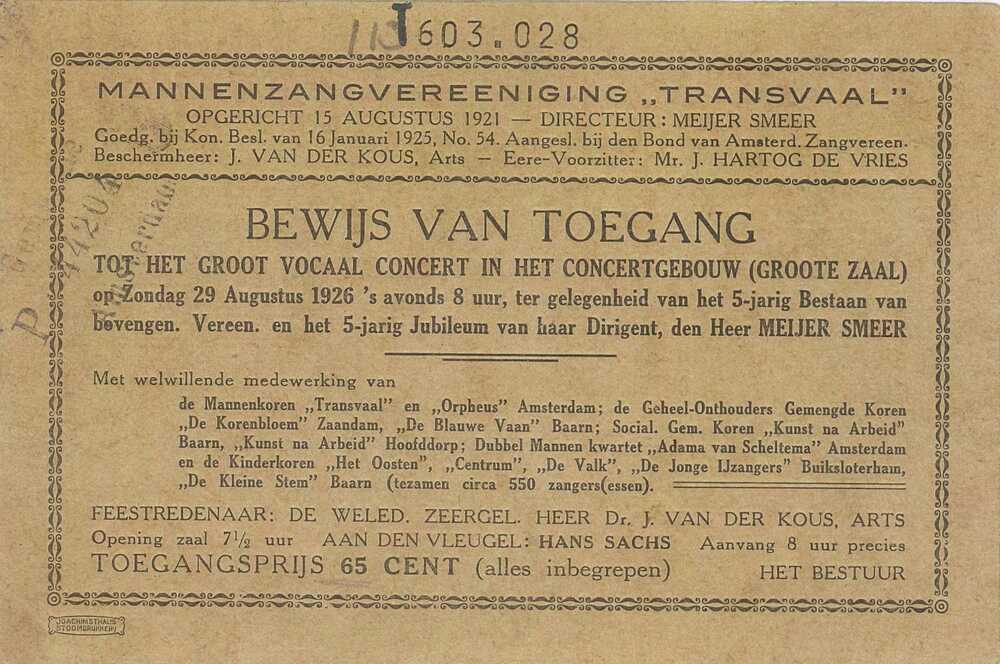 T603.028
MANNENZANGVEREENIGING „TRANSVAAL”
OPGERICHT 15 AUGUSTUS 1921 — DIRECTEUR: MEIJER SMEER
Goedg. bij Kon. Besl. van 16 Januari 1925, No. 54. Aangesl. bij den Bond van Amsterd. Zangvereen.
Beschermheer: J. VAN DER KOUS, Arts — Eere-Voorzitter: Mr. J. HARTOG DE VRIES
BEWIJS VAN TOEGANG
TOT HET GROOT VOCAAL CONCERT IN HET CONCERTGEBOUW (GROOTE ZAAL)
op Zondag 29 Augustus 1926 's avonds 8 uur, ter gelegenheid van het 5-jarig Bestaan van
bovengen. Vereen. en het 5-jarig Jubileum van haar Dirigent, den Heer MEIJER SMEER
Met welwillende medewerking van
de Mannenkoren „Transvaal” en „Orpheus” Amsterdam; de Geheel-Onthouders Gemengde Koren
„De Korenbloem” Zaandam, „De Blauwe Vaan” Baarn; Social. Gem. Koren „Kunst na Arbeid”
Baarn, „Kunst na Arbeid” Hoofddorp; Dubbel Mannen kwartet „Adama van Scheltema” Amsterdam
en de Kinderkoren „Het Oosten”, „Centrum”, „De Valk”, „De Jonge IJzangers” Buiksloterham,
„De Kleine Stem” Baarn (tezamen circa 550 zangers(essen).
FEESTREDENAAR: DE WELED. ZEERGEL. HEER Dr. J. VAN DER KOUS, ARTS
Opening zaal 7½ uur AAN DEN VLEUGEL: HANS SACHS Aanvang 8 uur precies
TOEGANGSPRIJS 65 CENT (alles inbegrepen) HET BESTUUR
JOACHIMSTHAL'S
STOOMDRUKKERIJ